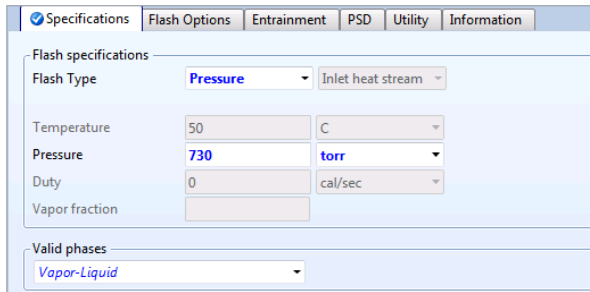 Specifications Flash Options Entrainment PSD Utility Information
Flash specifications
Flash Type Pressure Inlet heat stream
Temperature 50 C
Pressure 730 torr
Duty 0 cal/sec
Vapor fraction
Valid phases
Vapor-Liquid